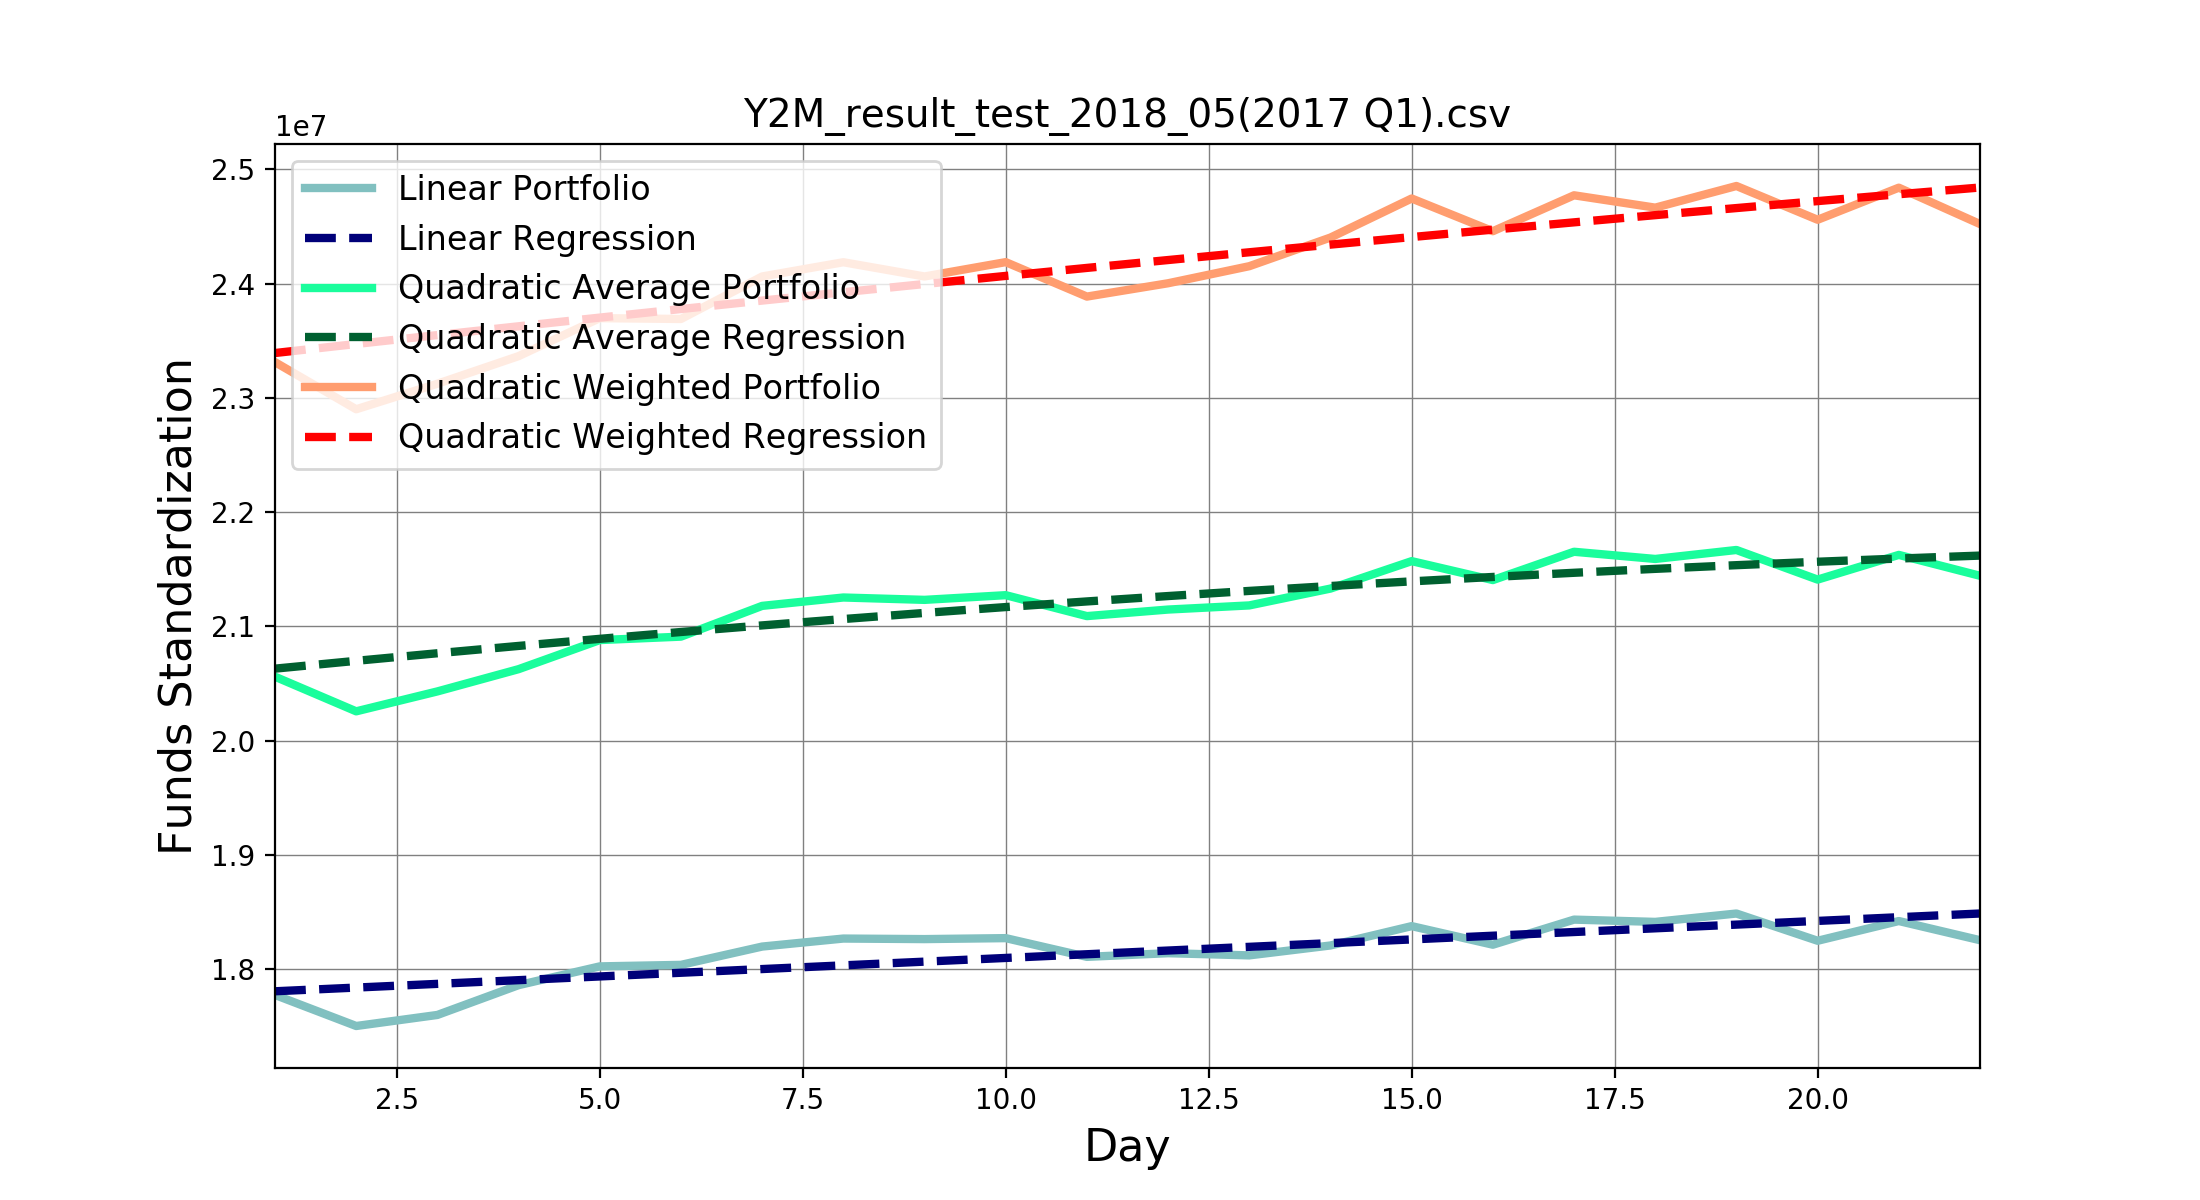 Y2M_result_test_2018_05(2017 Q1).csv
1e7
2.5
2.4
2.3
2.2
2.1
2.0
1.9
1.8
Funds Standardization
Linear Portfolio
Linear Regression
Quadratic Average Portfolio
Quadratic Average Regression
Quadratic Weighted Portfolio
Quadratic Weighted Regression
2.5 5.0 7.5 10.0 12.5 15.0 17.5 20.0
Day